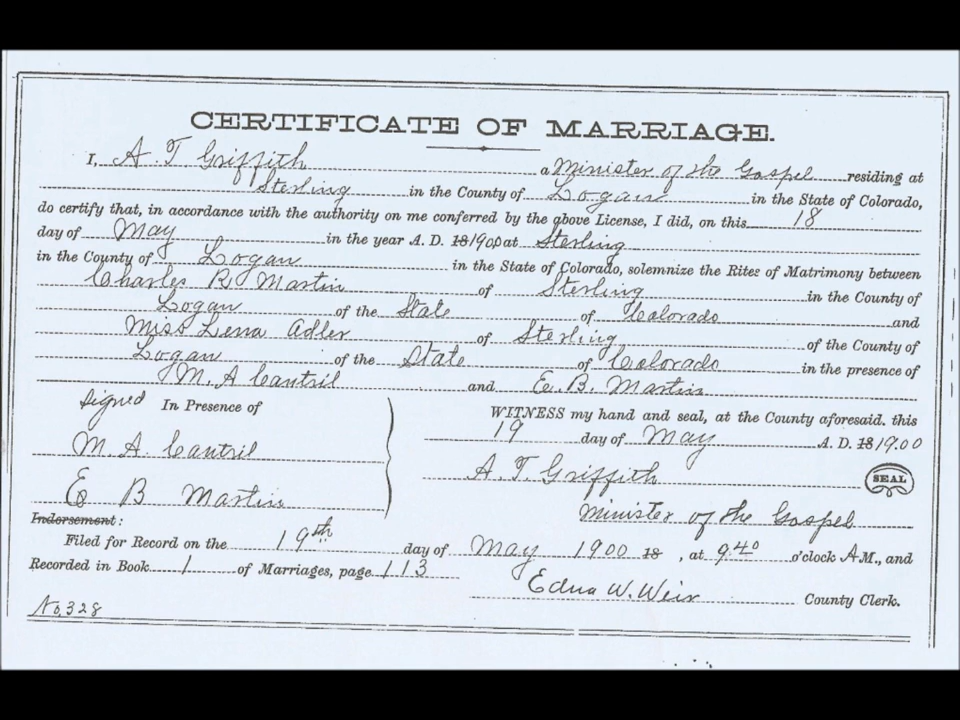 CERTIFICATE OF MARRIAGE.
I, A. T Griffith a Minister of the Gospel residing at
Sterling in the County of Logan in the State of Colorado,
do certify that, in accordance with the authority on me conferred by the above License, I did, on this 18
day of May in the year A. D. 181900 at Sterling
in the County of Logan in the State of Colorado, solemnize the Rites of Matrimony between
Charles R Martin of Sterling in the County of
Logan of the State of Colorado and
Miss Lena Adler of Sterling of the County of
Logan of the State of Colorado in the presence of
M. A Cantril and E. B. Martin
Signed In Presence of
M. A. Cantril
E B Martin
WITNESS my hand and seal, at the County aforesaid, this
19 day of May A. D. 181900
A. T. Griffith SEAL
Minister of the Gospel
Indorsement:
Filed for Record on the 19th day of May 1900 18 , at 9.40 o'clock A M., and
Recorded in Book 1 of Marriages, page 113
Edna W. Weir County Clerk.
No, 328